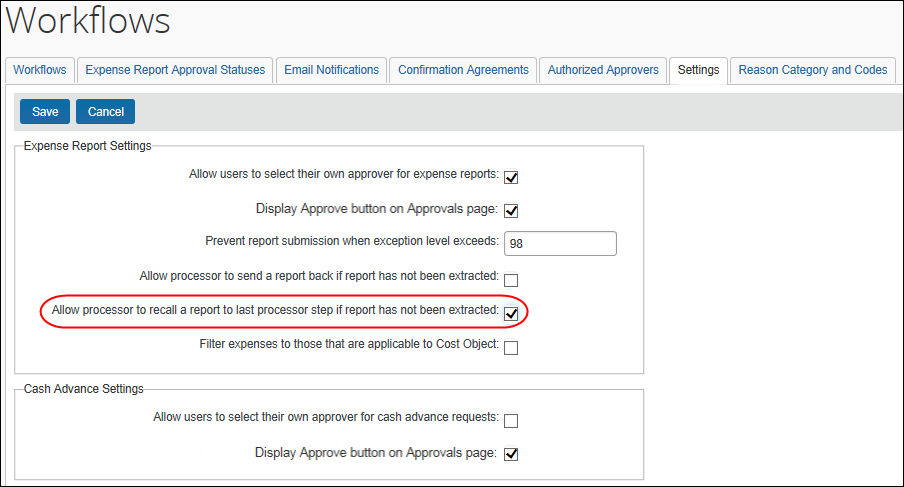 Workflows
Workflows Expense Report Approval Statuses Email Notifications Confirmation Agreements Authorized Approvers Settings Reason Category and Codes
Save Cancel
Expense Report Settings
Allow users to select their own approver for expense reports:
Display Approve button on Approvals page:
Prevent report submission when exception level exceeds: 98
Allow processor to send a report back if report has not been extracted:
Allow processor to recall a report to last processor step if report has not been extracted:
Filter expenses to those that are applicable to Cost Object:
Cash Advance Settings
Allow users to select their own approver for cash advance requests:
Display Approve button on Approvals page: